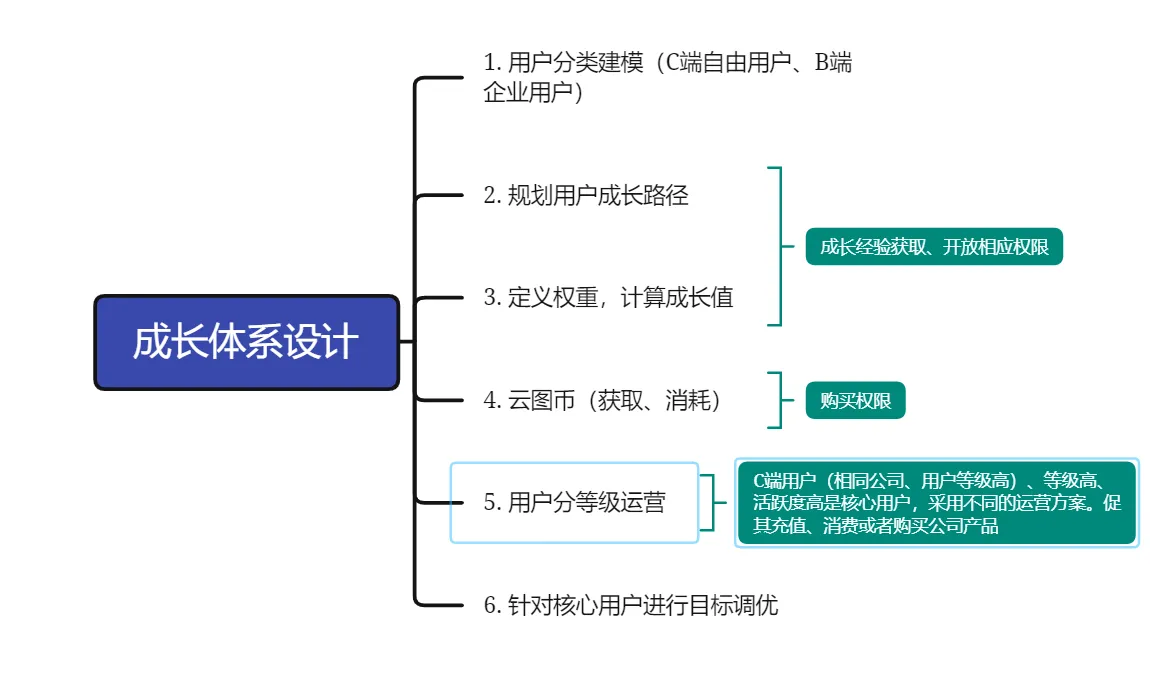 成长体系设计
1. 用户分类建模（C端自由用户、B端
企业用户）
2. 规划用户成长路径
3. 定义权重，计算成长值
成长经验获取、开放相应权限
4. 云图币（获取、消耗）
购买权限
5. 用户分等级运营
C端用户（相同公司、用户等级高）、等级高、
活跃度高是核心用户，采用不同的运营方案。促
其充值、消费或者购买公司产品
6. 针对核心用户进行目标调优